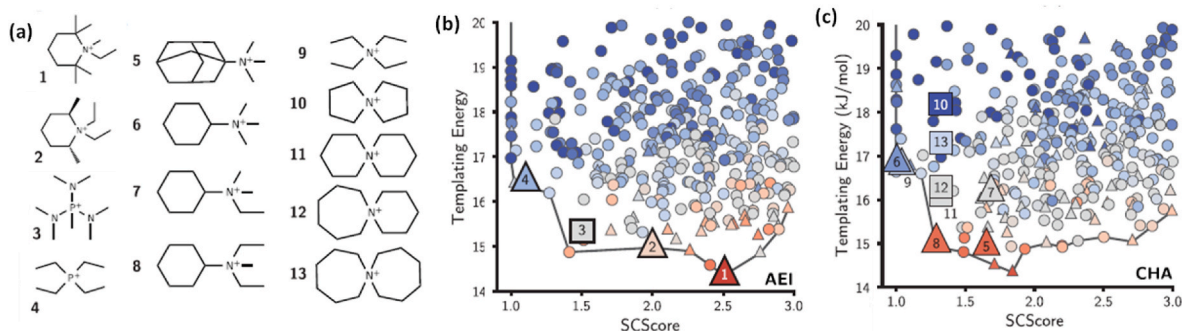 (a)
1
2
3
4
5
6
7
8
9
10
11
12
13
N⁺
N⁺
N
N
P⁺
N
P⁺
N⁺
N⁺
N⁺
N⁺
N⁺
N⁺
N⁺
N⁺
N⁺
(b)
Templating Energy
20
19
18
17
16
15
14
4
3
2
1
AEI
1.0
1.5
2.0
2.5
3.0
SCScore
(c)
Templating Energy (kJ/mol)
20
19
18
17
16
15
14
10
13
6
9
12
11
7
8
5
CHA
1.0
1.5
2.0
2.5
3.0
SCScore